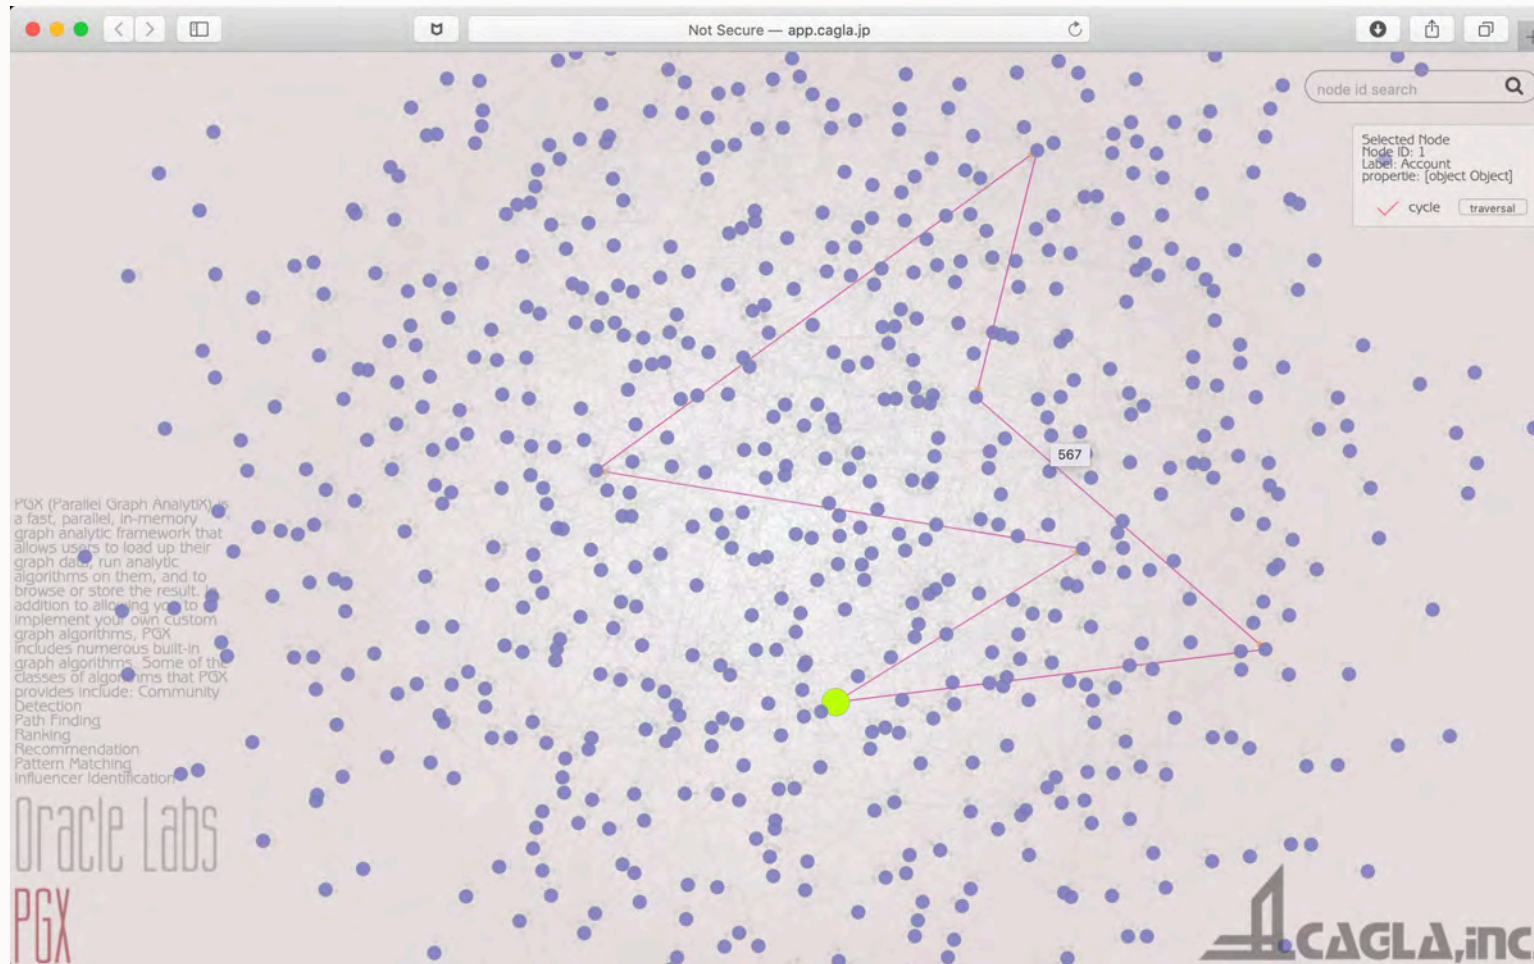 Not Secure — app.cagla.jp
node id search
Selected Node
Node ID: 1
Label: Account
propertie: [object Object]
cycle
traversal
567
PGX (Parallel Graph AnalytiX) is
a fast, parallel, in-memory
graph analytic framework that
allows users to load up their
graph data, run analytic
algorithms on them, and to
browse or store the result. In
addition to allowing you to
implement your own custom
graph algorithms, PGX
includes numerous built-in
graph algorithms. Some of the
classes of algorithms that PGX
provides include: Community
Detection
Path Finding
Ranking
Recommendation
Pattern Matching
Influencer Identification
Oracle Labs
PGX
CAGLA,inc